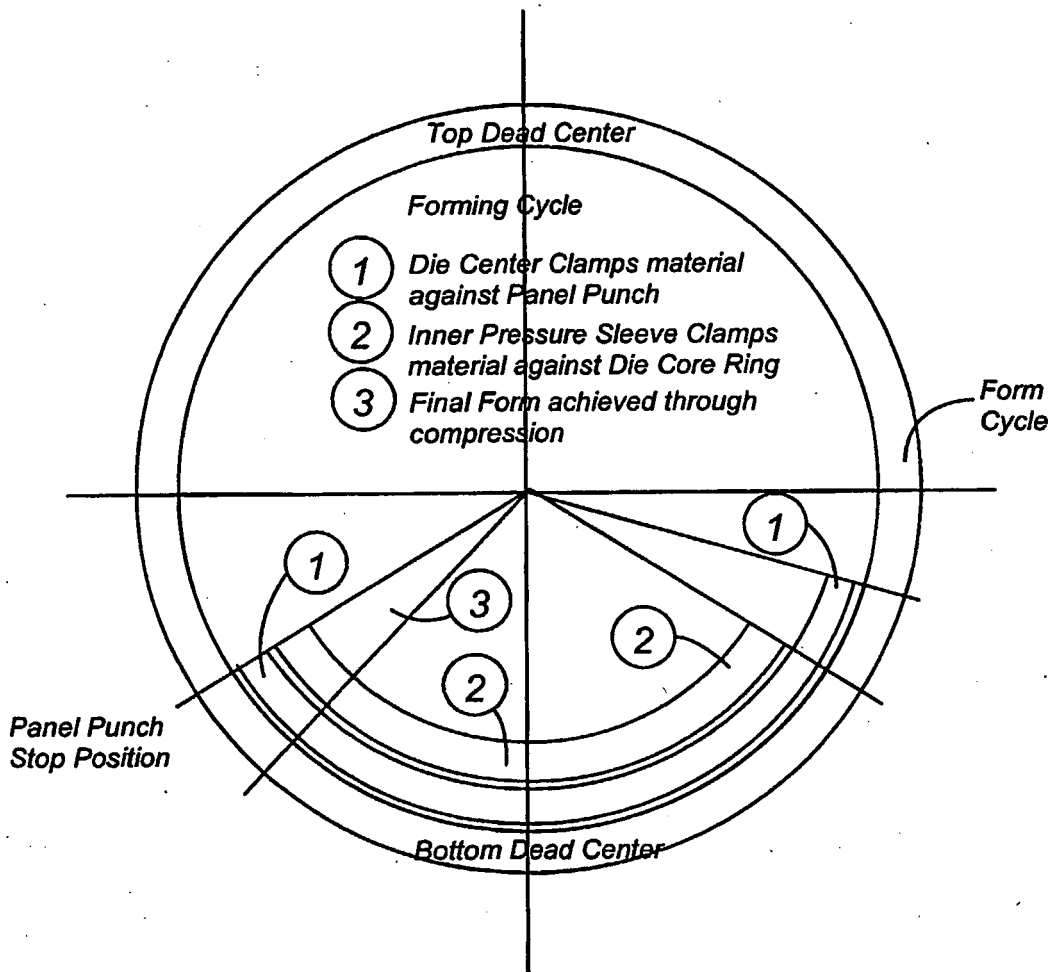 Top Dead Center
Forming Cycle
1 Die Center Clamps material
against Panel Punch
2 Inner Pressure Sleeve Clamps
material against Die Core Ring
3 Final Form achieved through
compression
Form
Cycle
1
1
3
2
2
Panel Punch
Stop Position
Bottom Dead Center